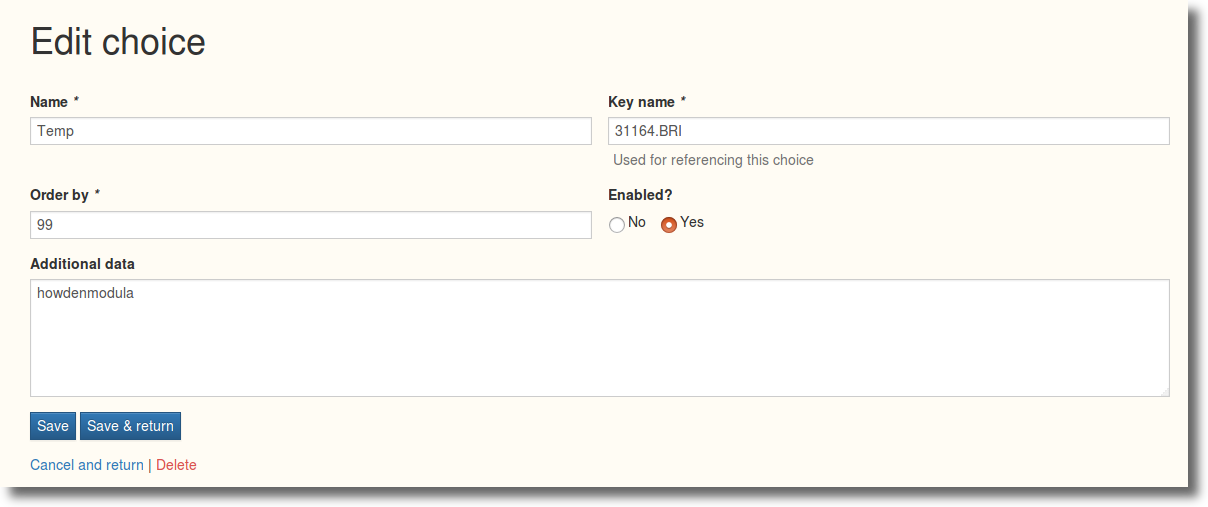 Edit choice
Name * Key name *
Temp 31164.BRI
Used for referencing this choice
Order by * Enabled?
99 No Yes
Additional data
howdenmodula
Save Save & return
Cancel and return | Delete